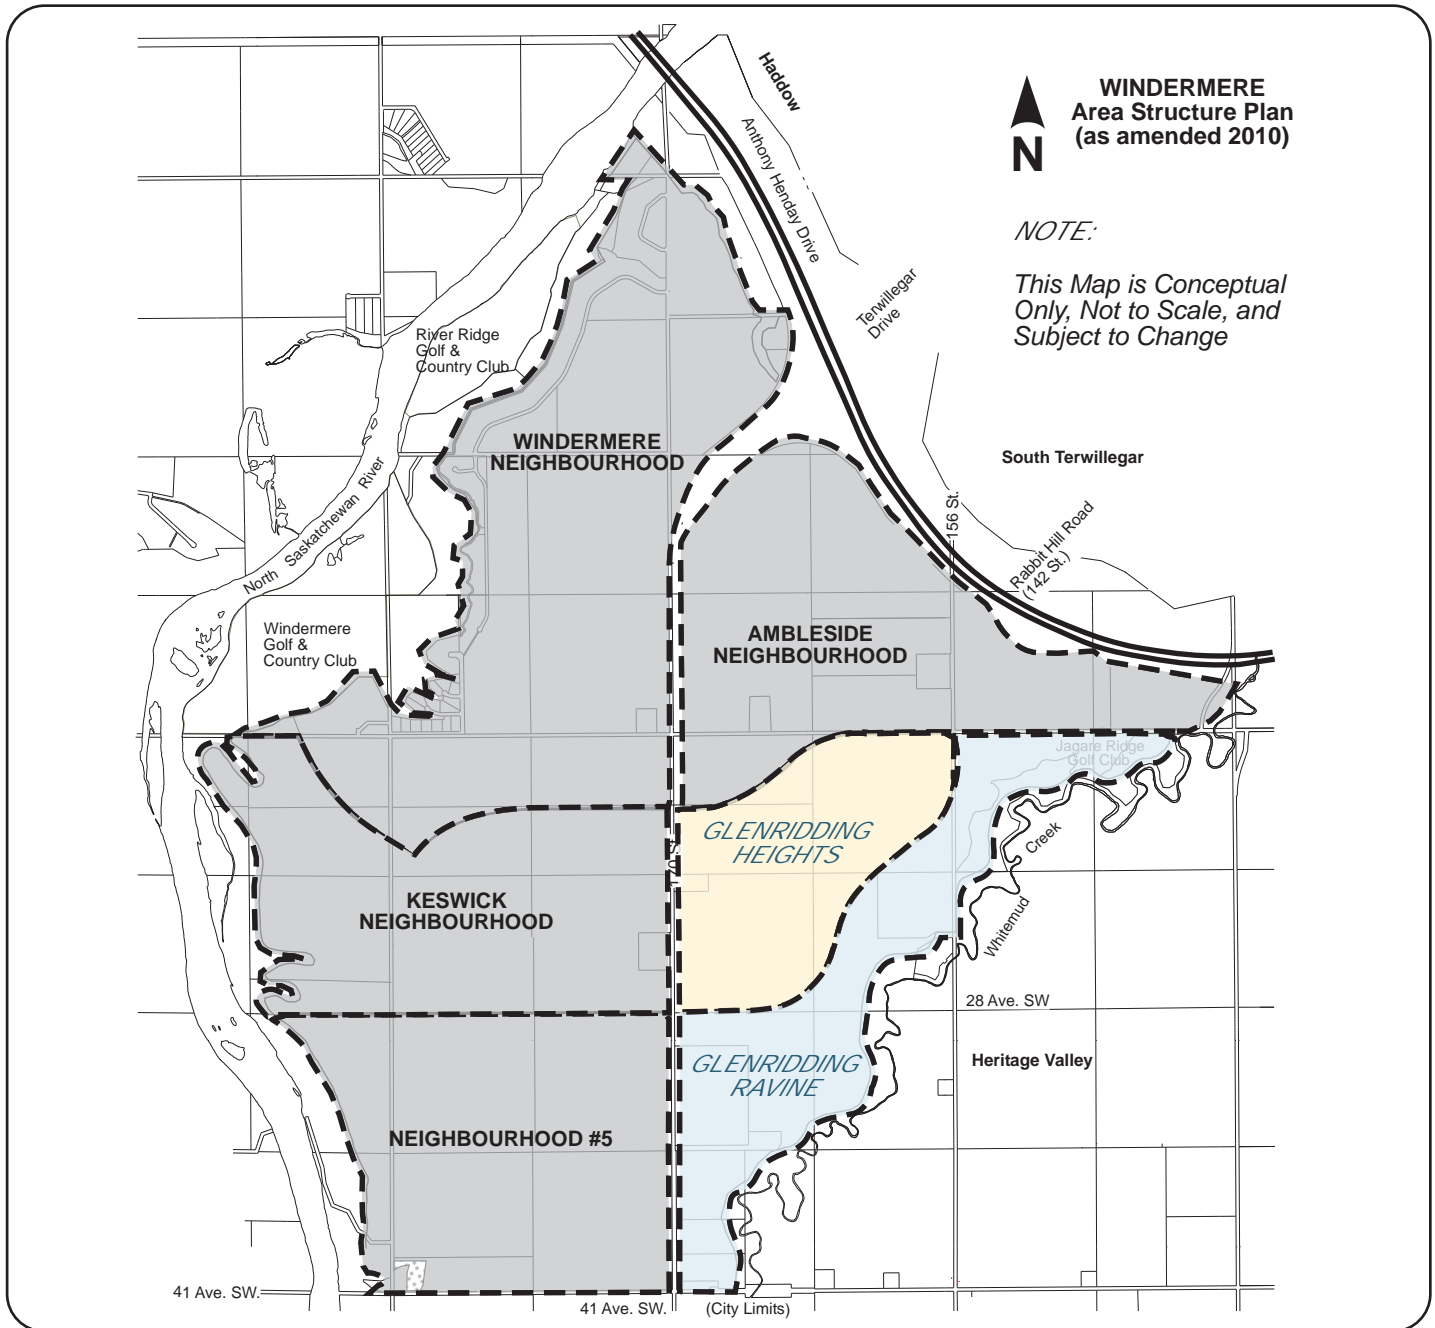 WINDERMERE
Area Structure Plan
(as amended 2010)
N
NOTE:
This Map is Conceptual
Only, Not to Scale, and
Subject to Change
Haddow
Anthony Henday Drive
Terwillegar
Drive
River Ridge
Golf &
Country Club
WINDERMERE
NEIGHBOURHOOD
South Terwillegar
North Saskatchewan River
156 St.
Rabbit Hill Road
(142 St.)
Windermere
Golf &
Country Club
AMBLESIDE
NEIGHBOURHOOD
Jagare Ridge
Golf Club
GLENRIDDING
HEIGHTS
170 St.
Whitemud Creek
KESWICK
NEIGHBOURHOOD
28 Ave. SW
Heritage Valley
GLENRIDDING
RAVINE
NEIGHBOURHOOD #5
41 Ave. SW.
41 Ave. SW.
(City Limits)